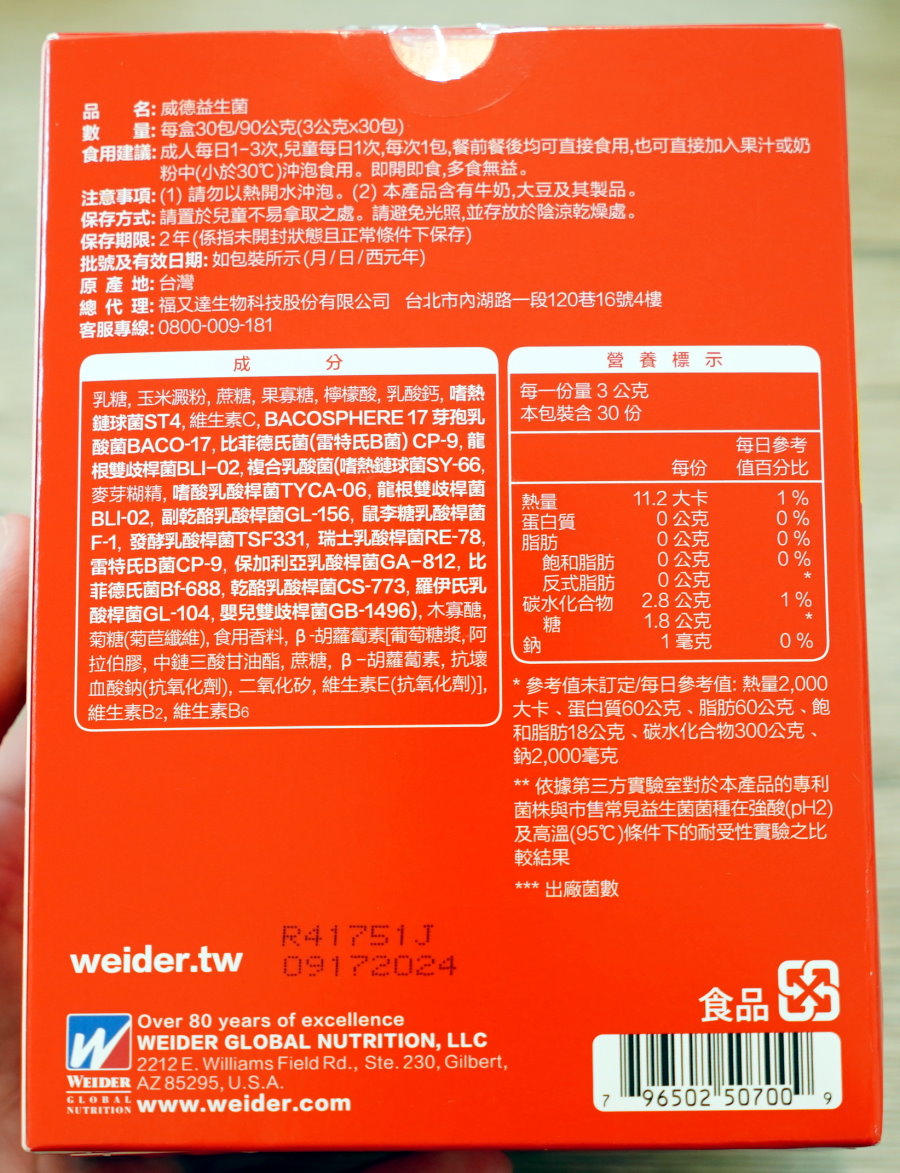 品　名: 威德益生菌
數　量: 每盒30包/90公克(3公克x30包)
食用建議: 成人每日1-3次,兒童每日1次,每次1包,餐前餐後均可直接食用,也可直接加入果汁或奶
粉中(小於30℃)沖泡食用。即開即食,多食無益。
注意事項: (1) 請勿以熱開水沖泡。(2) 本產品含有牛奶,大豆及其製品。
保存方式: 請置於兒童不易拿取之處。請避免光照,並存放於陰涼乾燥處。
保存期限: 2年(係指未開封狀態且正常條件下保存)
批號及有效日期: 如包裝所示(月/日/西元年)
原 產 地: 台灣
總 代 理: 福又達生物科技股份有限公司　台北市內湖路一段120巷16號4樓
客服專線: 0800-009-181
成　分
乳糖, 玉米澱粉, 蔗糖, 果寡糖, 檸檬酸, 乳酸鈣, 嗜熱
鏈球菌ST4, 維生素C, BACOSPHERE 17 芽孢乳
酸菌BACO-17, 比菲德氏菌(雷特氏B菌) CP-9, 龍
根雙歧桿菌BLI-02, 複合乳酸菌(嗜熱鏈球菌SY-66,
麥芽糊精, 嗜酸乳酸桿菌TYCA-06, 龍根雙歧桿菌
BLI-02, 副乾酪乳酸桿菌GL-156, 鼠李糖乳酸桿菌
F-1, 發酵乳酸桿菌TSF331, 瑞士乳酸桿菌RE-78,
雷特氏B菌CP-9, 保加利亞乳酸桿菌GA-812, 比
菲德氏菌Bf-688, 乾酪乳酸桿菌CS-773, 羅伊氏乳
酸桿菌GL-104, 嬰兒雙歧桿菌GB-1496), 木寡醣,
菊糖(菊苣纖維), 食用香料, β-胡蘿蔔素[葡萄糖漿, 阿
拉伯膠, 中鏈三酸甘油酯, 蔗糖, β-胡蘿蔔素, 抗壞
血酸鈉(抗氧化劑), 二氧化矽, 維生素E(抗氧化劑)],
維生素B2, 維生素B6
營養標示
每一份量 3 公克
本包裝含 30 份
每份　每日參考值百分比
熱量　11.2 大卡　1 %
蛋白質　0 公克　0 %
脂肪　0 公克　0 %
飽和脂肪　0 公克　0 %
反式脂肪　0 公克　*
碳水化合物　2.8 公克　1 %
糖　1.8 公克　*
鈉　1 毫克　0 %
* 參考值未訂定/每日參考值: 熱量2,000
大卡、蛋白質60公克、脂肪60公克、飽
和脂肪18公克、碳水化合物300公克、
鈉2,000毫克
** 依據第三方實驗室對於本產品的專利
菌株與市售常見益生菌菌種在強酸(pH2)
及高溫(95℃)條件下的耐受性實驗之比
較結果
*** 出廠菌數
R41751J
09172024
weider.tw
食品
Over 80 years of excellence
WEIDER GLOBAL NUTRITION, LLC
2212 E. Williams Field Rd., Ste. 230, Gilbert,
AZ 85295, U.S.A.
www.weider.com
W
WEIDER
GLOBAL
NUTRITION
7 96502 50700 9